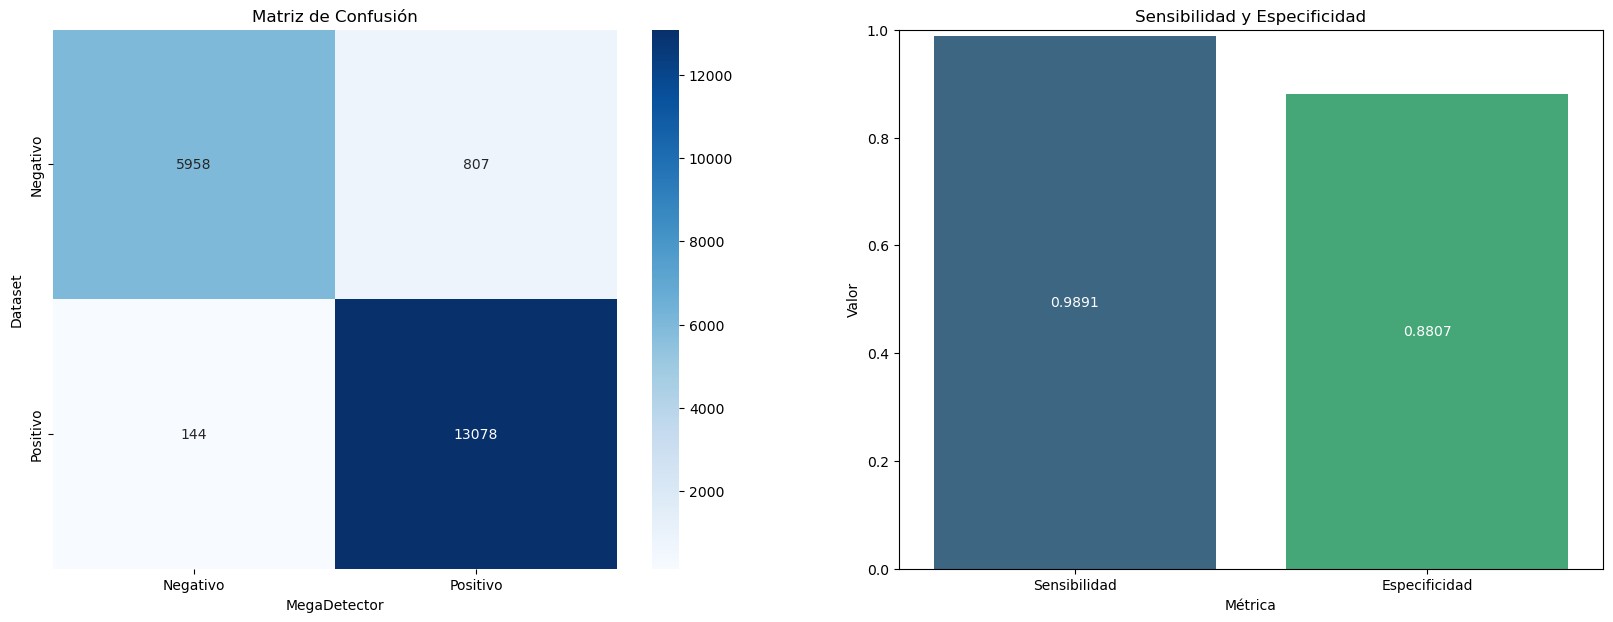 Matriz de Confusión
Negativo
Positivo
Dataset
5958
807
144
13078
Negativo
Positivo
MegaDetector
12000
10000
8000
6000
4000
2000
Sensibilidad y Especificidad
Valor
1.0
0.8
0.6
0.4
0.2
0.0
0.9891
0.8807
Sensibilidad
Especificidad
Métrica